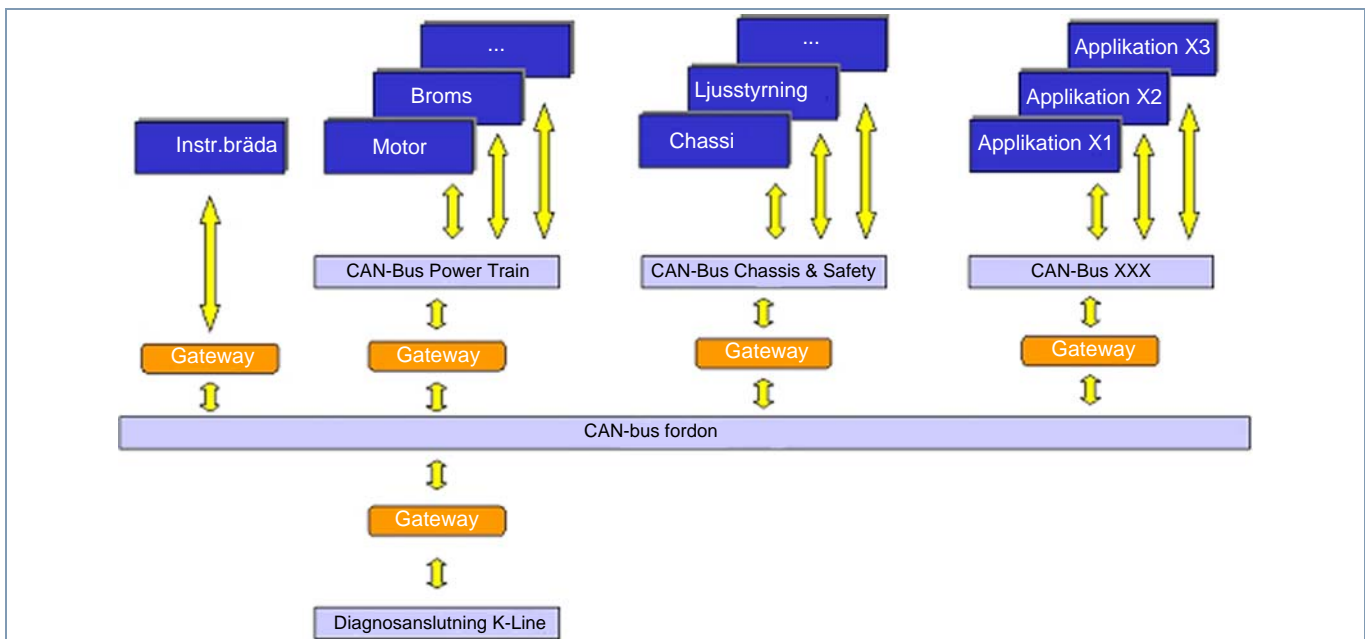 ...
...
Applikation X3
Broms
Ljusstyrning
Applikation X2
Instr.bräda
Motor
Chassi
Applikation X1
CAN-Bus Power Train
CAN-Bus Chassis & Safety
CAN-Bus XXX
Gateway
Gateway
Gateway
Gateway
CAN-bus fordon
Gateway
Diagnosanslutning K-Line